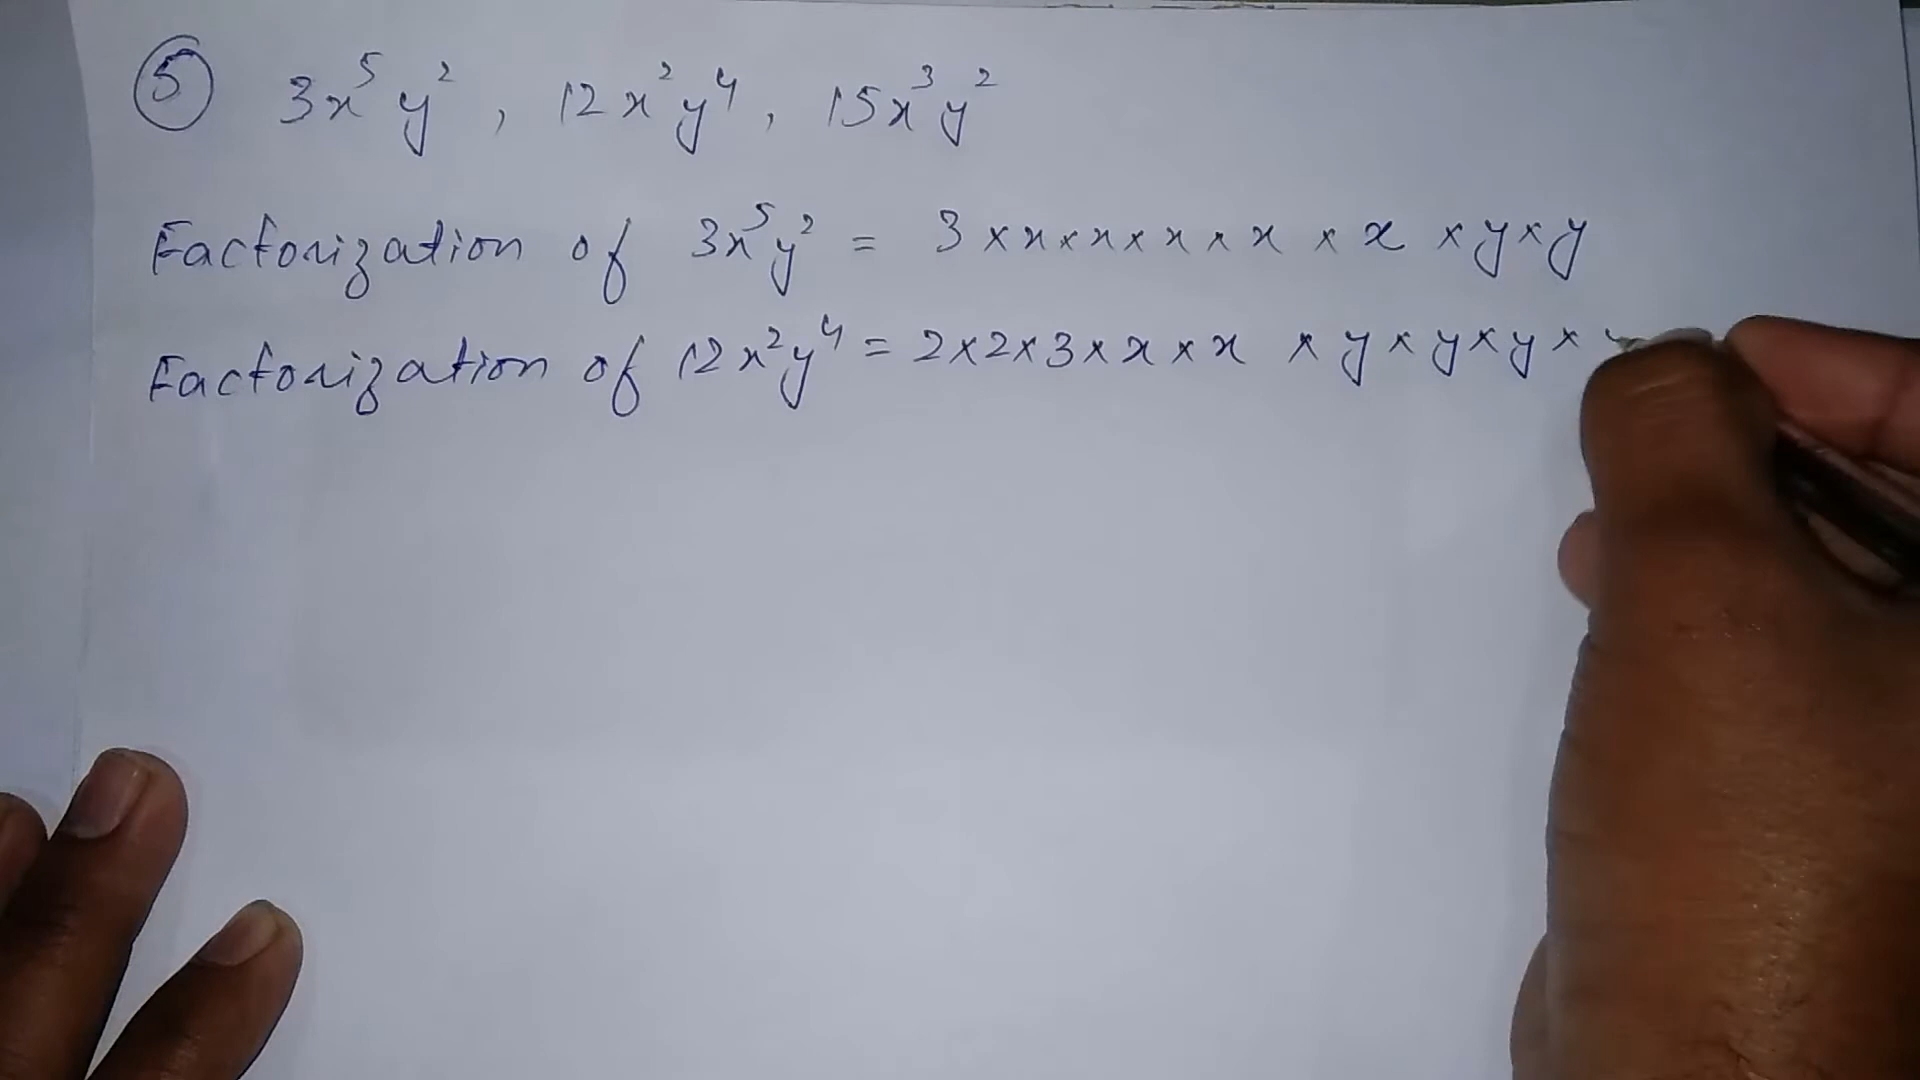 ⑤ 3x⁵y², 12x²y⁴, 15x³y²
Factorization of 3x⁵y² = 3×x×x×x×x×x×y×y
Factorization of 12x²y⁴ = 2×2×3×x×x×y×y×y×